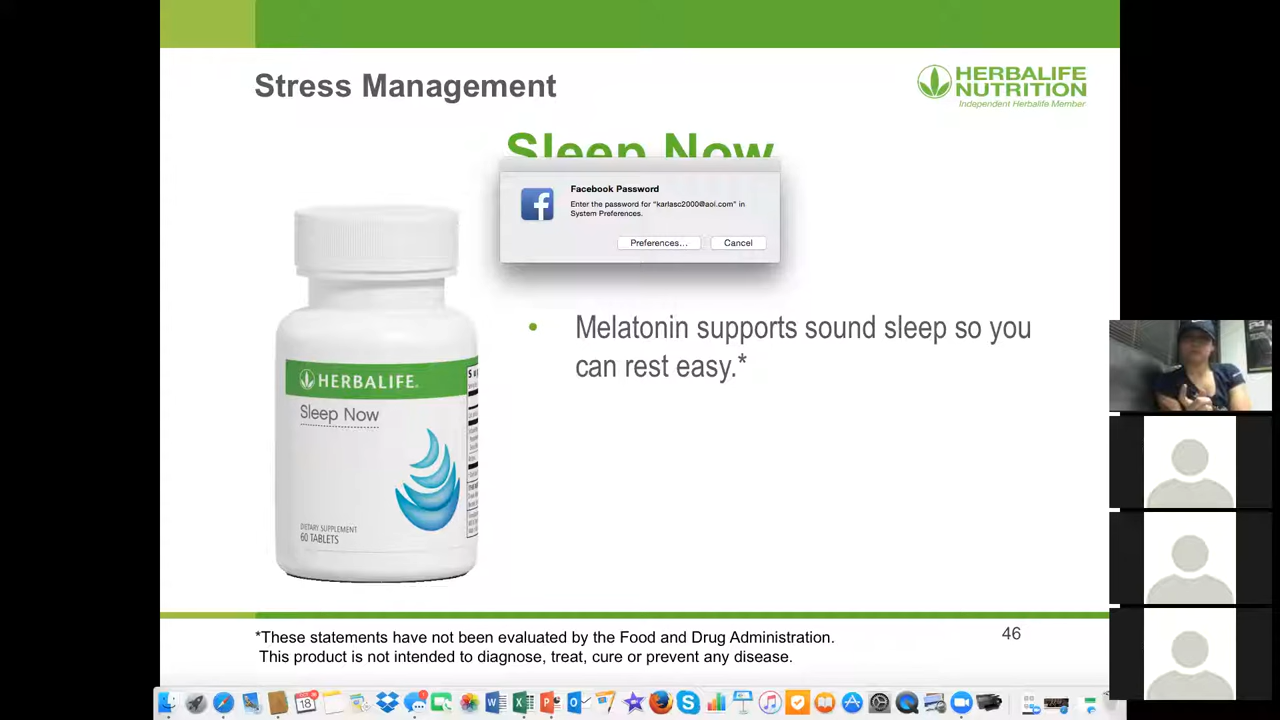 Stress Management
HERBALIFE
NUTRITION
Independent Herbalife Member
Sleep Now
Facebook Password
Enter the password for "karlasc2000@aol.com" in
System Preferences.
Preferences...
Cancel
• Melatonin supports sound sleep so you
can rest easy.*
HERBALIFE
Sleep Now
DIETARY SUPPLEMENT
60 TABLETS
*These statements have not been evaluated by the Food and Drug Administration.
This product is not intended to diagnose, treat, cure or prevent any disease.
46
18